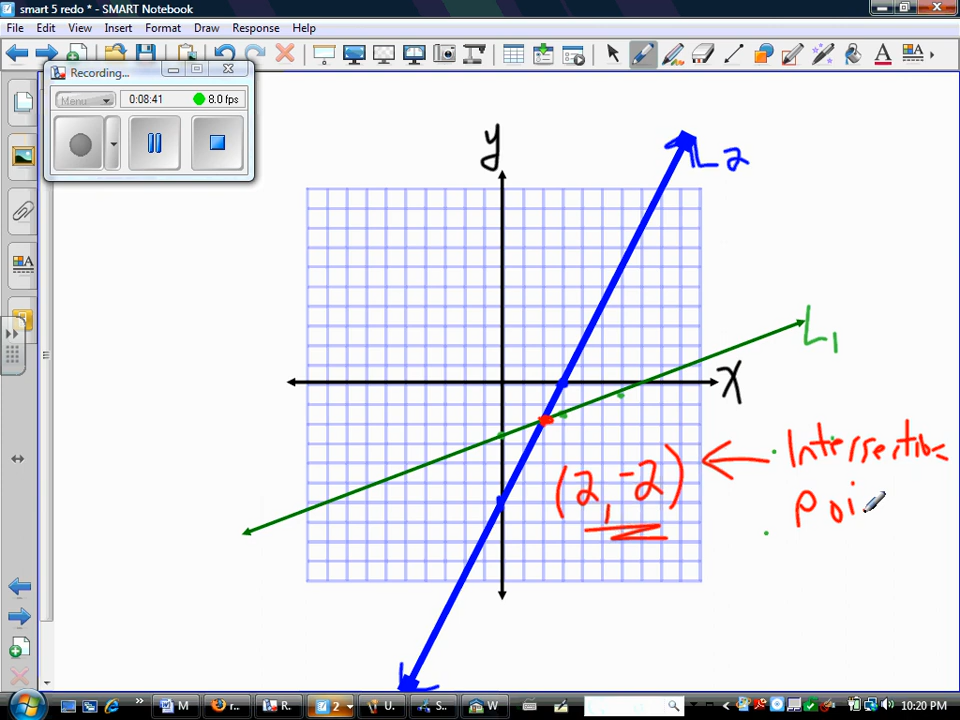 smart 5 redo * - SMART Notebook
File Edit View Insert Format Draw Response Help
Recording...
Menu 0:08:41 8.0 fps
y
L2
L1
x
(2,-2)
Intersection
Poi
2 U. S.. W 10:20 PM
M r... R.